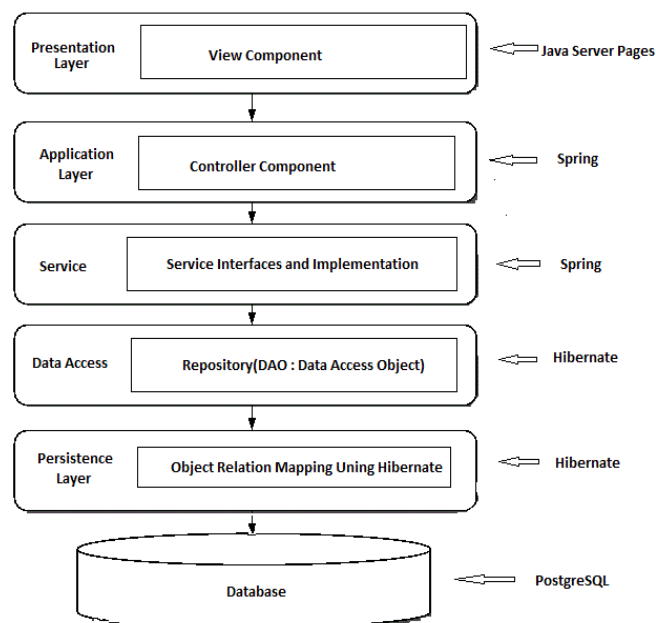 Presentation
Layer
View Component
Java Server Pages
Application
Layer
Controller Component
Spring
Service
Service Interfaces and Implementation
Spring
Data Access
Repository(DAO : Data Access Object)
Hibernate
Persistence
Layer
Object Relation Mapping Uning Hibernate
Hibernate
Database
PostgreSQL